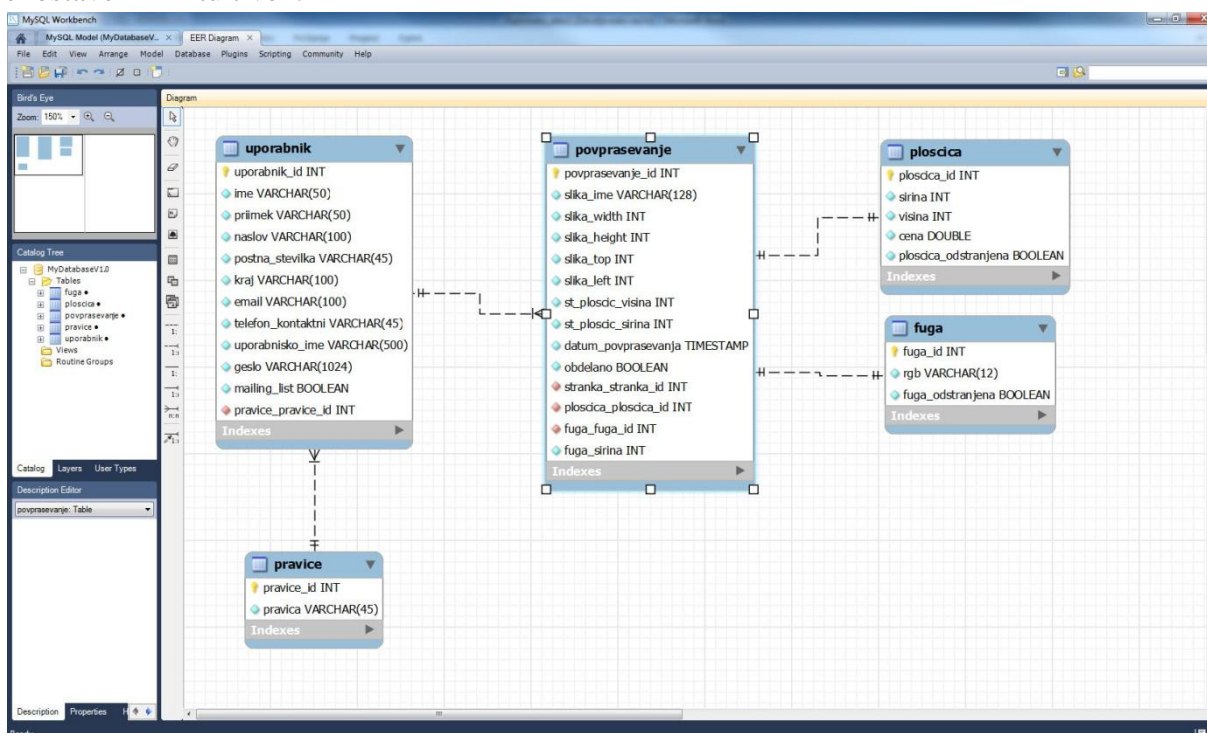 MySQL Workbench
MySQL Model (MyDatabaseV... × EER Diagram ×
File Edit View Arrange Model Database Plugins Scripting Community Help
Bird's Eye
Zoom: 150%
Diagram
Catalog Tree
MyDatabaseV1.0
Tables
fuga
ploscica
povprasevanje
pravice
uporabnik
Views
Routine Groups
Catalog Layers User Types
Description Editor
povprasevanje: Table
Description Properties H
uporabnik
uporabnik_id INT
ime VARCHAR(50)
priimek VARCHAR(50)
naslov VARCHAR(100)
postna_stevilka VARCHAR(45)
kraj VARCHAR(100)
email VARCHAR(100)
telefon_kontaktni VARCHAR(45)
uporabnisko_ime VARCHAR(500)
geslo VARCHAR(1024)
mailing_list BOOLEAN
pravice_pravice_id INT
Indexes
pravice
pravice_id INT
pravica VARCHAR(45)
Indexes
povprasevanje
povprasevanje_id INT
slika_ime VARCHAR(128)
slika_width INT
slika_height INT
slika_top INT
slika_left INT
st_ploscic_visina INT
st_ploscic_sirina INT
datum_povprasevanja TIMESTAMP
obdelano BOOLEAN
stranka_stranka_id INT
ploscica_ploscica_id INT
fuga_fuga_id INT
fuga_sirina INT
Indexes
ploscica
ploscica_id INT
sirina INT
visina INT
cena DOUBLE
ploscica_odstranjena BOOLEAN
Indexes
fuga
fuga_id INT
rgb VARCHAR(12)
fuga_odstranjena BOOLEAN
Indexes